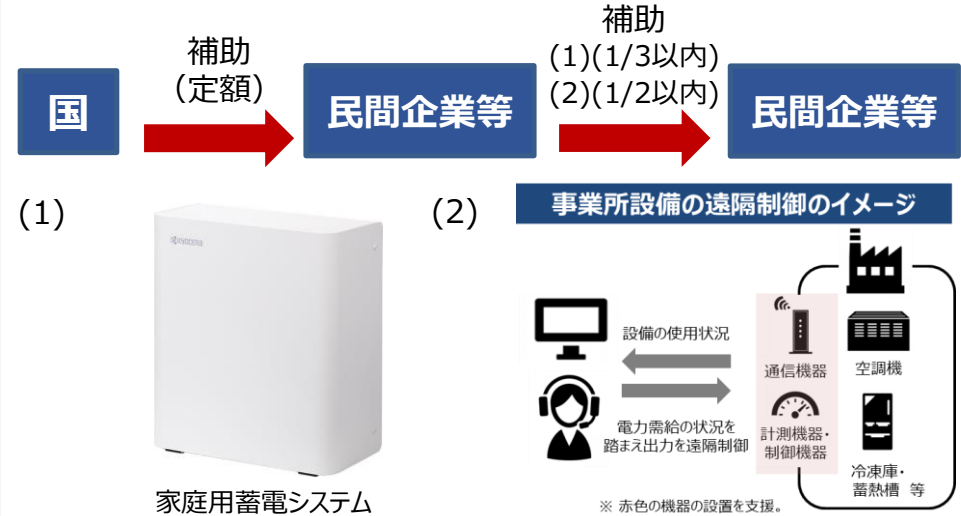 国
補助
（定額）
民間企業等
補助
(1)(1/3以内)
(2)(1/2以内)
民間企業等
(1)
KYOCERA
家庭用蓄電システム
(2)
事業所設備の遠隔制御のイメージ
設備の使用状況
電力需給の状況を
踏まえ出力を遠隔制御
通信機器
空調機
計測機器・
制御機器
冷凍庫・
蓄熱槽 等
※ 赤色の機器の設置を支援。